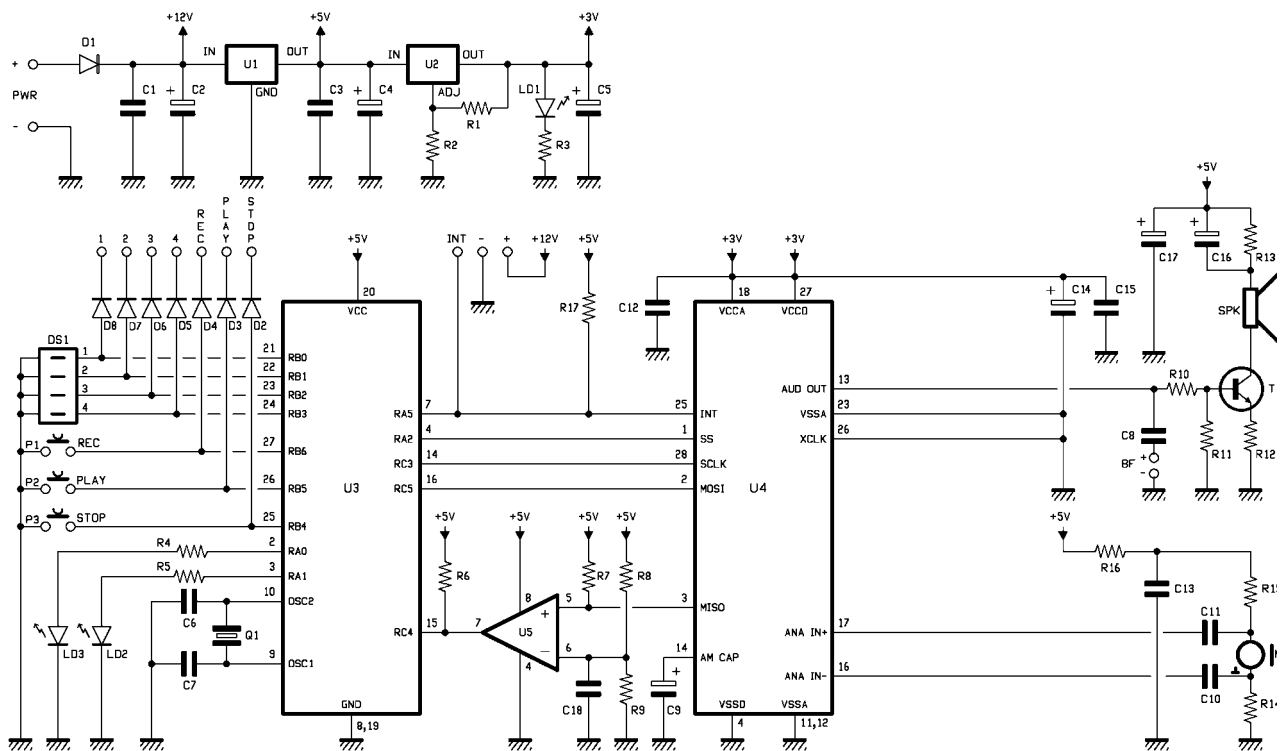 +12V +5V +3V
D1 IN U1 OUT IN U2 OUT
+ PWR - C1 + C2 GND C3 + C4 ADJ R1 LD1 + C5
R2 R3
1 2 3 4 REC PLAY STOP
INT - + +12V +5V
+5V
+3V +3V
+5V
+ C17 + C16 R13
20 VCC
R17
C12
18 VCCA 27 VCCD
+ C14 C15
SPK
D8 D7 D6 D5 D4 D3 D2
DS1
1 21 RB0
2 22 RB1
3 23 RB2
4 24 RB3
RA5 7 25 INT
RA2 4 1 SS
RC3 14 28 SCLK
RC5 16 2 MOSI
AUD OUT 13
VSSA 23
XCLK 26
R10 T
C8 R11 R12
BF + -
P1 REC 27 RB6
P2 PLAY 26 RB5
P3 STOP 25 RB4
U3
U4
R4 2 RA0
R5 3 RA1
10 OSC2
C6
Q1
9 OSC1
C7
LD3 LD2
GND
8,19
+5V +5V +5V +5V
R6 R7 R8
RC4 15 7 U5 8 4
+ 5 3 MISO
- 6
C18 R9
14 AM CAP
+ C9
VSSD 4
VSSA 11,12
+5V
R16
C13
R15
ANA IN+ 17 C11
ANA IN- 16 C10
R14